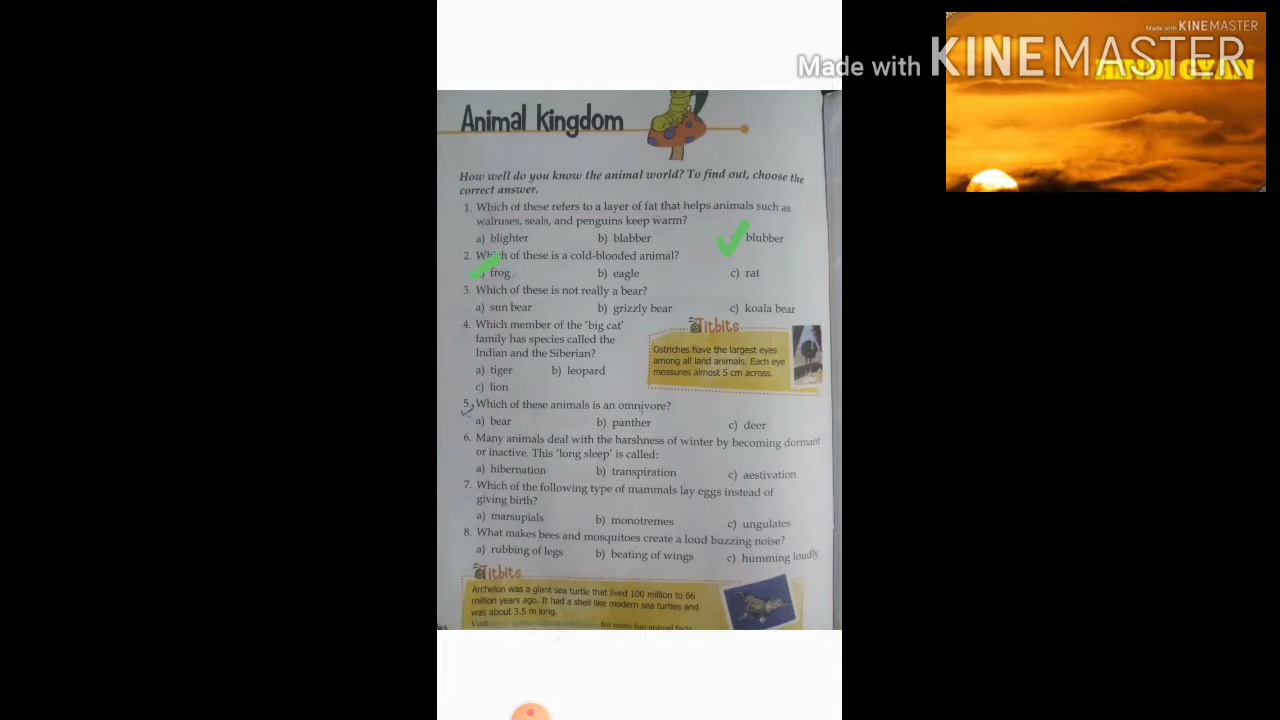 Made with KINEMASTER
Made with KINEMASTER
Animal kingdom
How well do you know the animal world? To find out, choose the
correct answer.
1. Which of these refers to a layer of fat that helps animals such as
walruses, seals, and penguins keep warm?
a) blighter b) blabber blubber
2. Which of these is a cold-blooded animal?
frog b) eagle c) rat
3. Which of these is not really a bear?
a) sun bear b) grizzly bear c) koala bear
4. Which member of the 'big cat'
family has species called the
Indian and the Siberian?
a) tiger b) leopard
c) lion
Titbits
Ostriches have the largest eyes
among all land animals. Each eye
measures almost 5 cm across.
5. Which of these animals is an omnivore?
a) bear b) panther c) deer
6. Many animals deal with the harshness of winter by becoming dormant
or inactive. This 'long sleep' is called:
a) hibernation b) transpiration c) aestivation
7. Which of the following type of mammals lay eggs instead of
giving birth?
a) marsupials b) monotremes c) ungulates
8. What makes bees and mosquitoes create a loud buzzing noise?
a) rubbing of legs b) beating of wings c) humming loudly
Titbits
Archelon was a giant sea turtle that lived 100 million to 66
million years ago. It had a shell like modern sea turtles and
was about 3.5 m long.
Visit for more fun animal facts